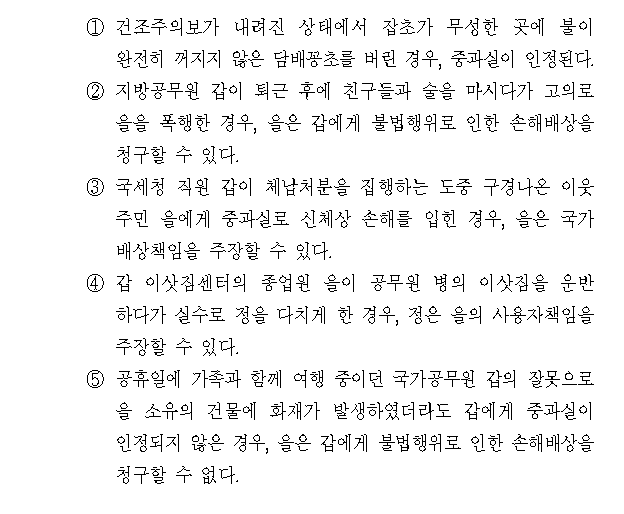 ① 건조주의보가 내려진 상태에서 잡초가 무성한 곳에 불이
완전히 꺼지지 않은 담배꽁초를 버린 경우, 중과실이 인정된다.
② 지방공무원 갑이 퇴근 후에 친구들과 술을 마시다가 고의로
을을 폭행한 경우, 을은 갑에게 불법행위로 인한 손해배상을
청구할 수 있다.
③ 국세청 직원 갑이 체납처분을 집행하는 도중 구경나온 이웃
주민 을에게 중과실로 신체상 손해를 입힌 경우, 을은 국가
배상책임을 주장할 수 있다.
④ 갑 이삿짐센터의 종업원 을이 공무원 병의 이삿짐을 운반
하다가 실수로 정을 다치게 한 경우, 정은 을의 사용자책임을
주장할 수 있다.
⑤ 공휴일에 가족과 함께 여행 중이던 국가공무원 갑의 잘못으로
을 소유의 건물에 화재가 발생하였더라도 갑에게 중과실이
인정되지 않은 경우, 을은 갑에게 불법행위로 인한 손해배상을
청구할 수 없다.